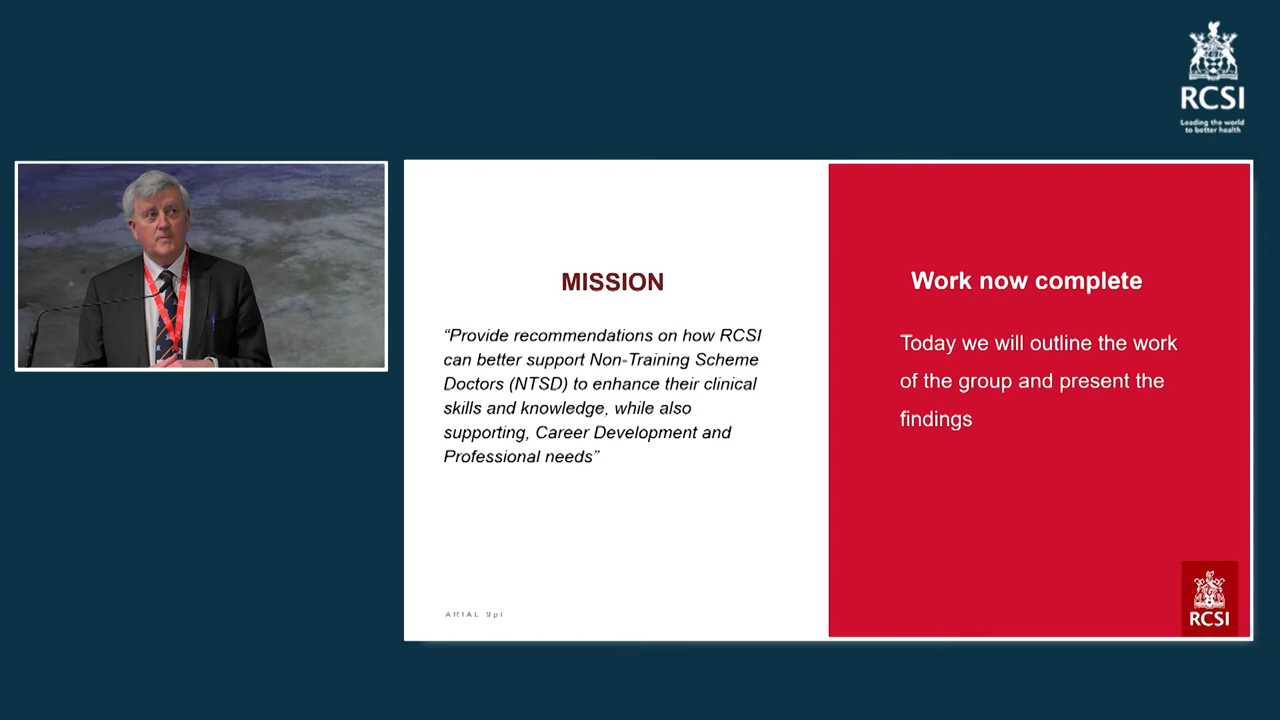 RCSI
Leading the world
to better health
MISSION
“Provide recommendations on how RCSI
can better support Non-Training Scheme
Doctors (NTSD) to enhance their clinical
skills and knowledge, while also
supporting, Career Development and
Professional needs”
ARIAL 9pt
Work now complete
Today we will outline the work
of the group and present the
findings
RCSI